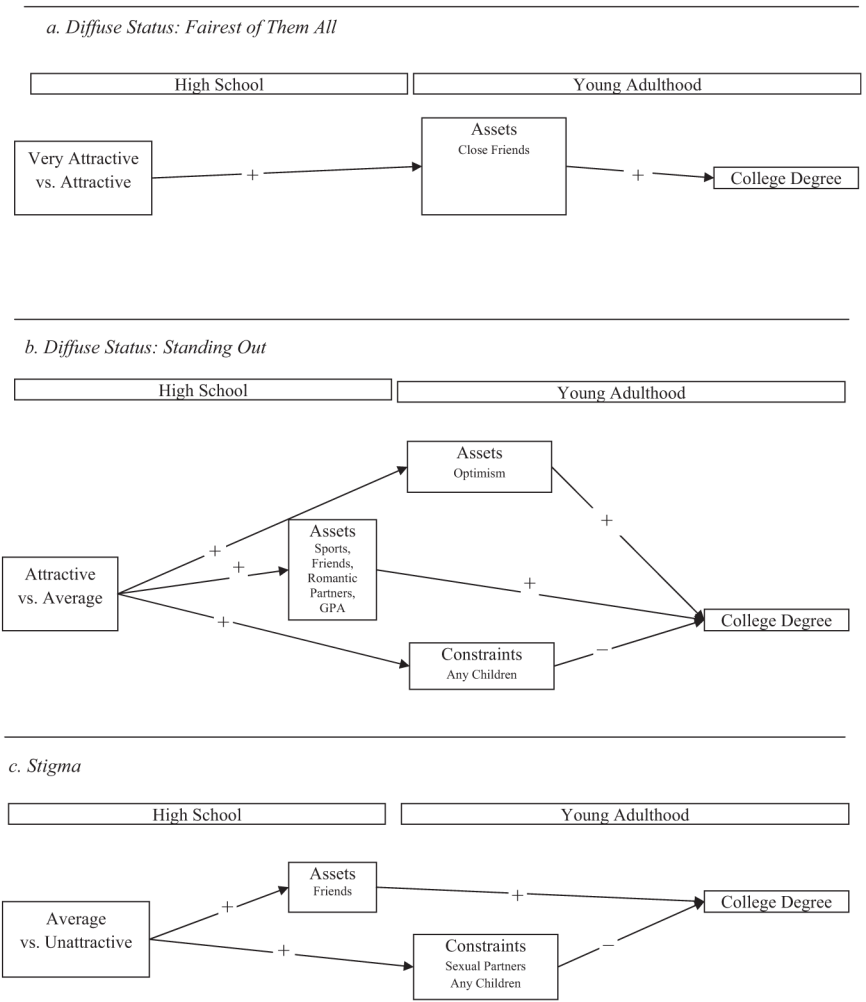 a. Diffuse Status: Fairest of Them All
High School
Young Adulthood
Very Attractive
vs. Attractive
+
Assets
Close Friends
+
College Degree
b. Diffuse Status: Standing Out
High School
Young Adulthood
Attractive
vs. Average
+
+
+
Assets
Optimism
Assets
Sports,
Friends,
Romantic
Partners,
GPA
Constraints
Any Children
+
+
–
College Degree
c. Stigma
High School
Young Adulthood
Average
vs. Unattractive
+
+
Assets
Friends
Constraints
Sexual Partners
Any Children
+
–
College Degree